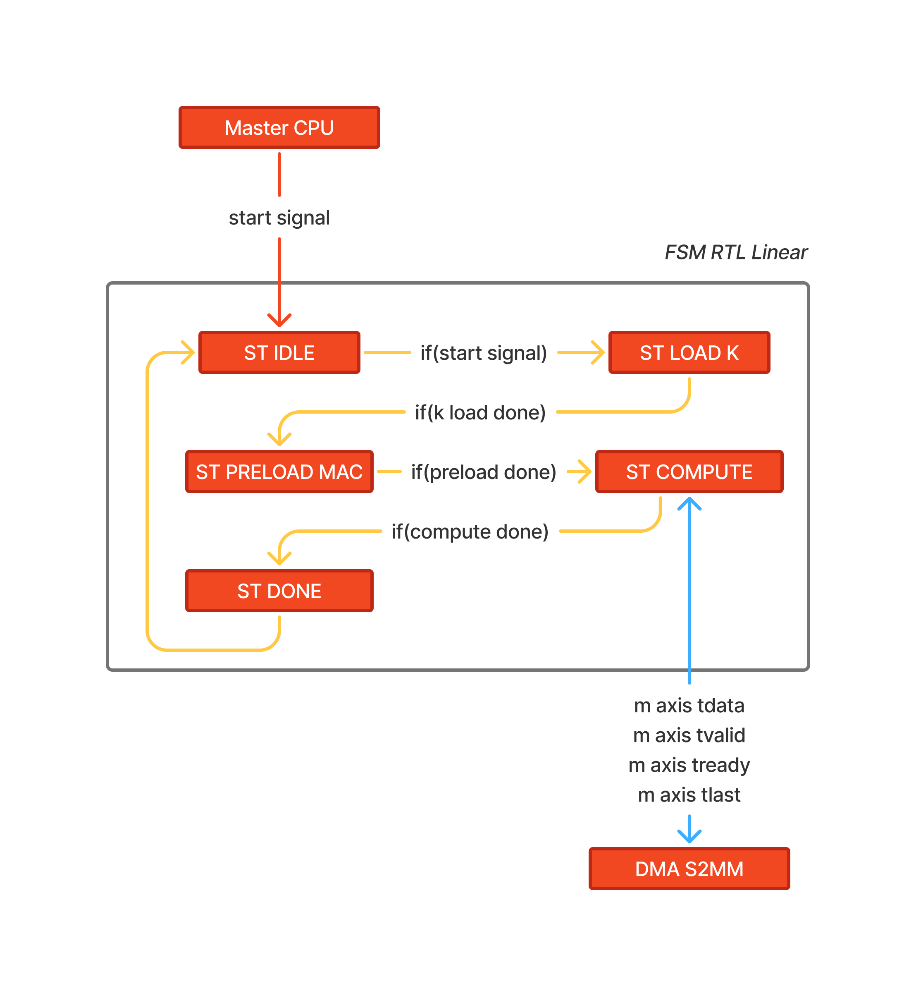 Master CPU
start signal
FSM RTL Linear
ST IDLE
if(start signal)
ST LOAD K
if(k load done)
ST PRELOAD MAC
if(preload done)
ST COMPUTE
if(compute done)
ST DONE
m axis tdata
m axis tvalid
m axis tready
m axis tlast
DMA S2MM